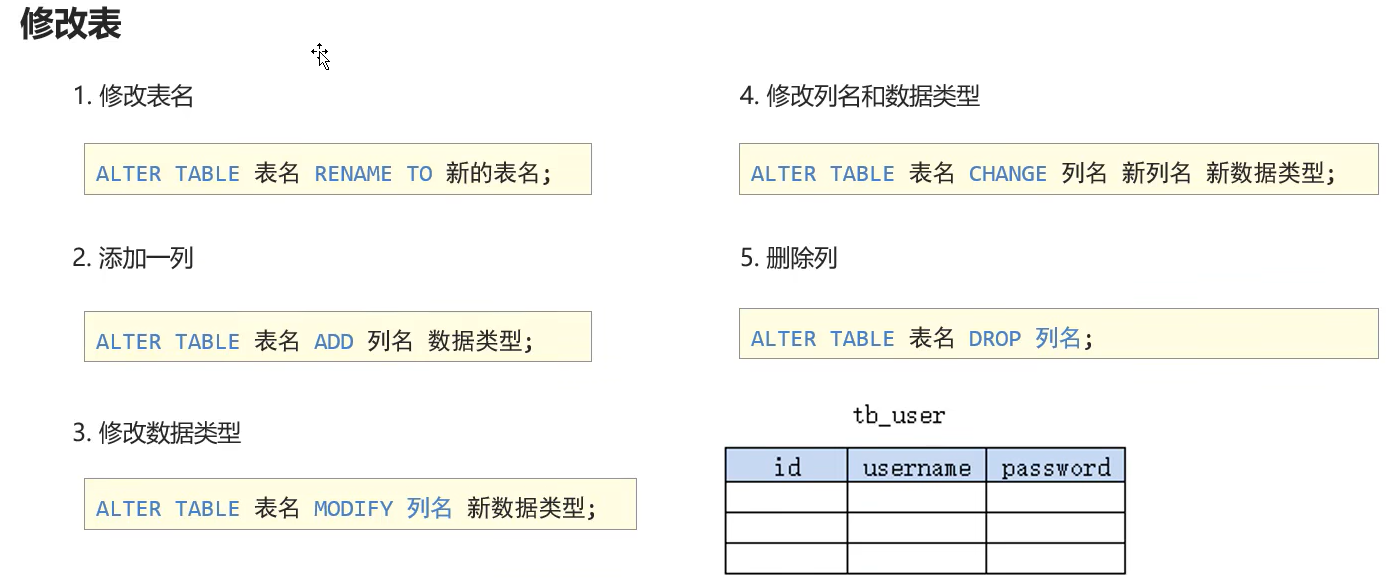 修改表
1. 修改表名
ALTER TABLE 表名 RENAME TO 新的表名;
2. 添加一列
ALTER TABLE 表名 ADD 列名 数据类型;
3. 修改数据类型
ALTER TABLE 表名 MODIFY 列名 新数据类型;
4. 修改列名和数据类型
ALTER TABLE 表名 CHANGE 列名 新列名 新数据类型;
5. 删除列
ALTER TABLE 表名 DROP 列名;
tb_user
id username password